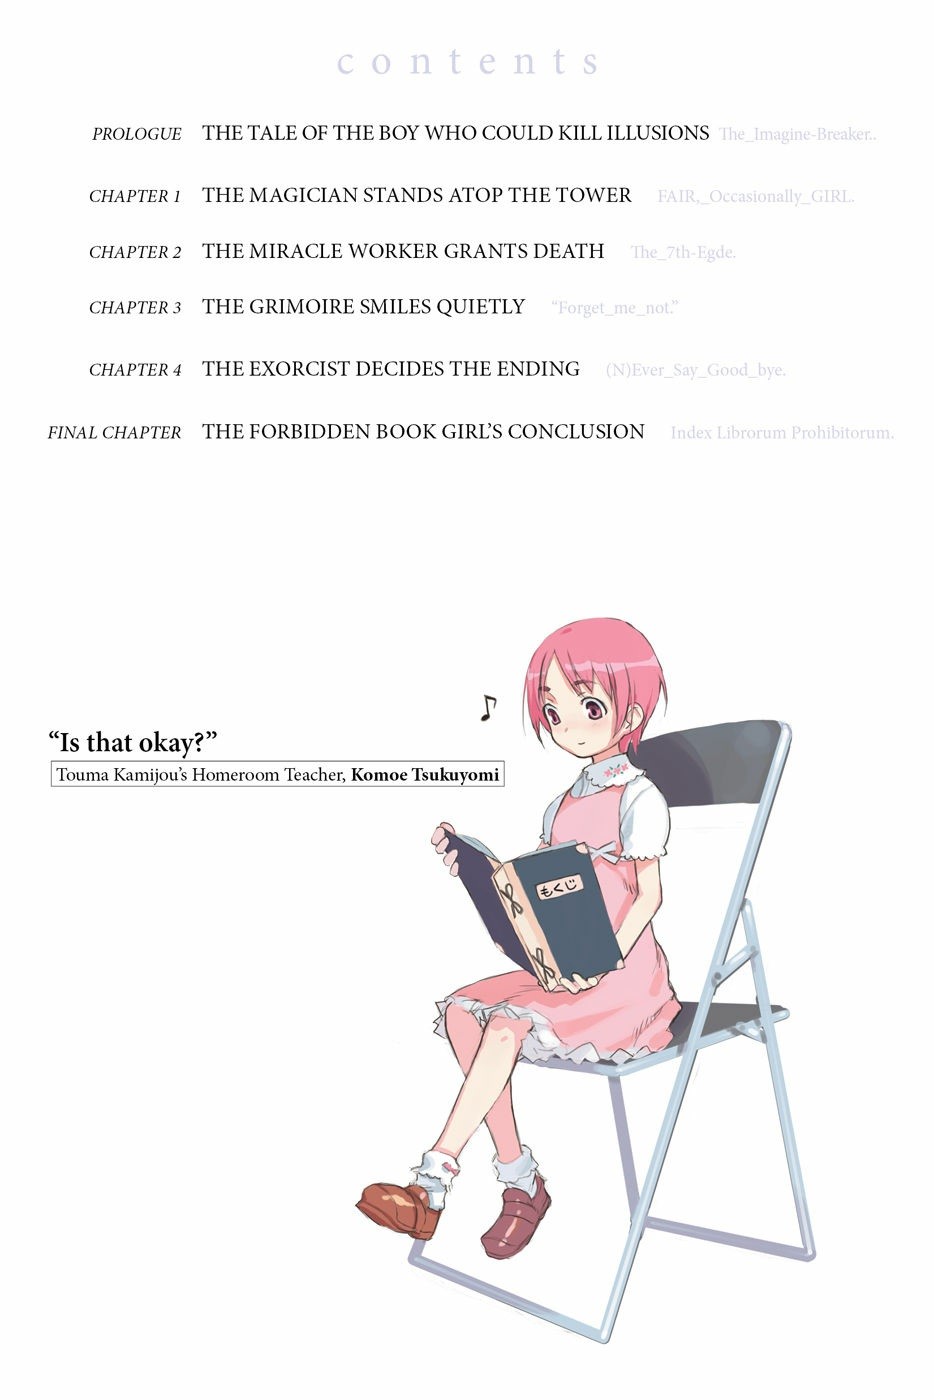 contents
PROLOGUE THE TALE OF THE BOY WHO COULD KILL ILLUSIONS The_Imagine-Breaker..
CHAPTER 1 THE MAGICIAN STANDS ATOP THE TOWER FAIR,_Occasionally_GIRL.
CHAPTER 2 THE MIRACLE WORKER GRANTS DEATH The_7th-Egde.
CHAPTER 3 THE GRIMOIRE SMILES QUIETLY “Forget_me_not.”
CHAPTER 4 THE EXORCIST DECIDES THE ENDING (N)Ever_Say_Good_bye.
FINAL CHAPTER THE FORBIDDEN BOOK GIRL’S CONCLUSION Index Librorum Prohibitorum.
“Is that okay?”
Touma Kamijou’s Homeroom Teacher, Komoe Tsukuyomi
もくじ